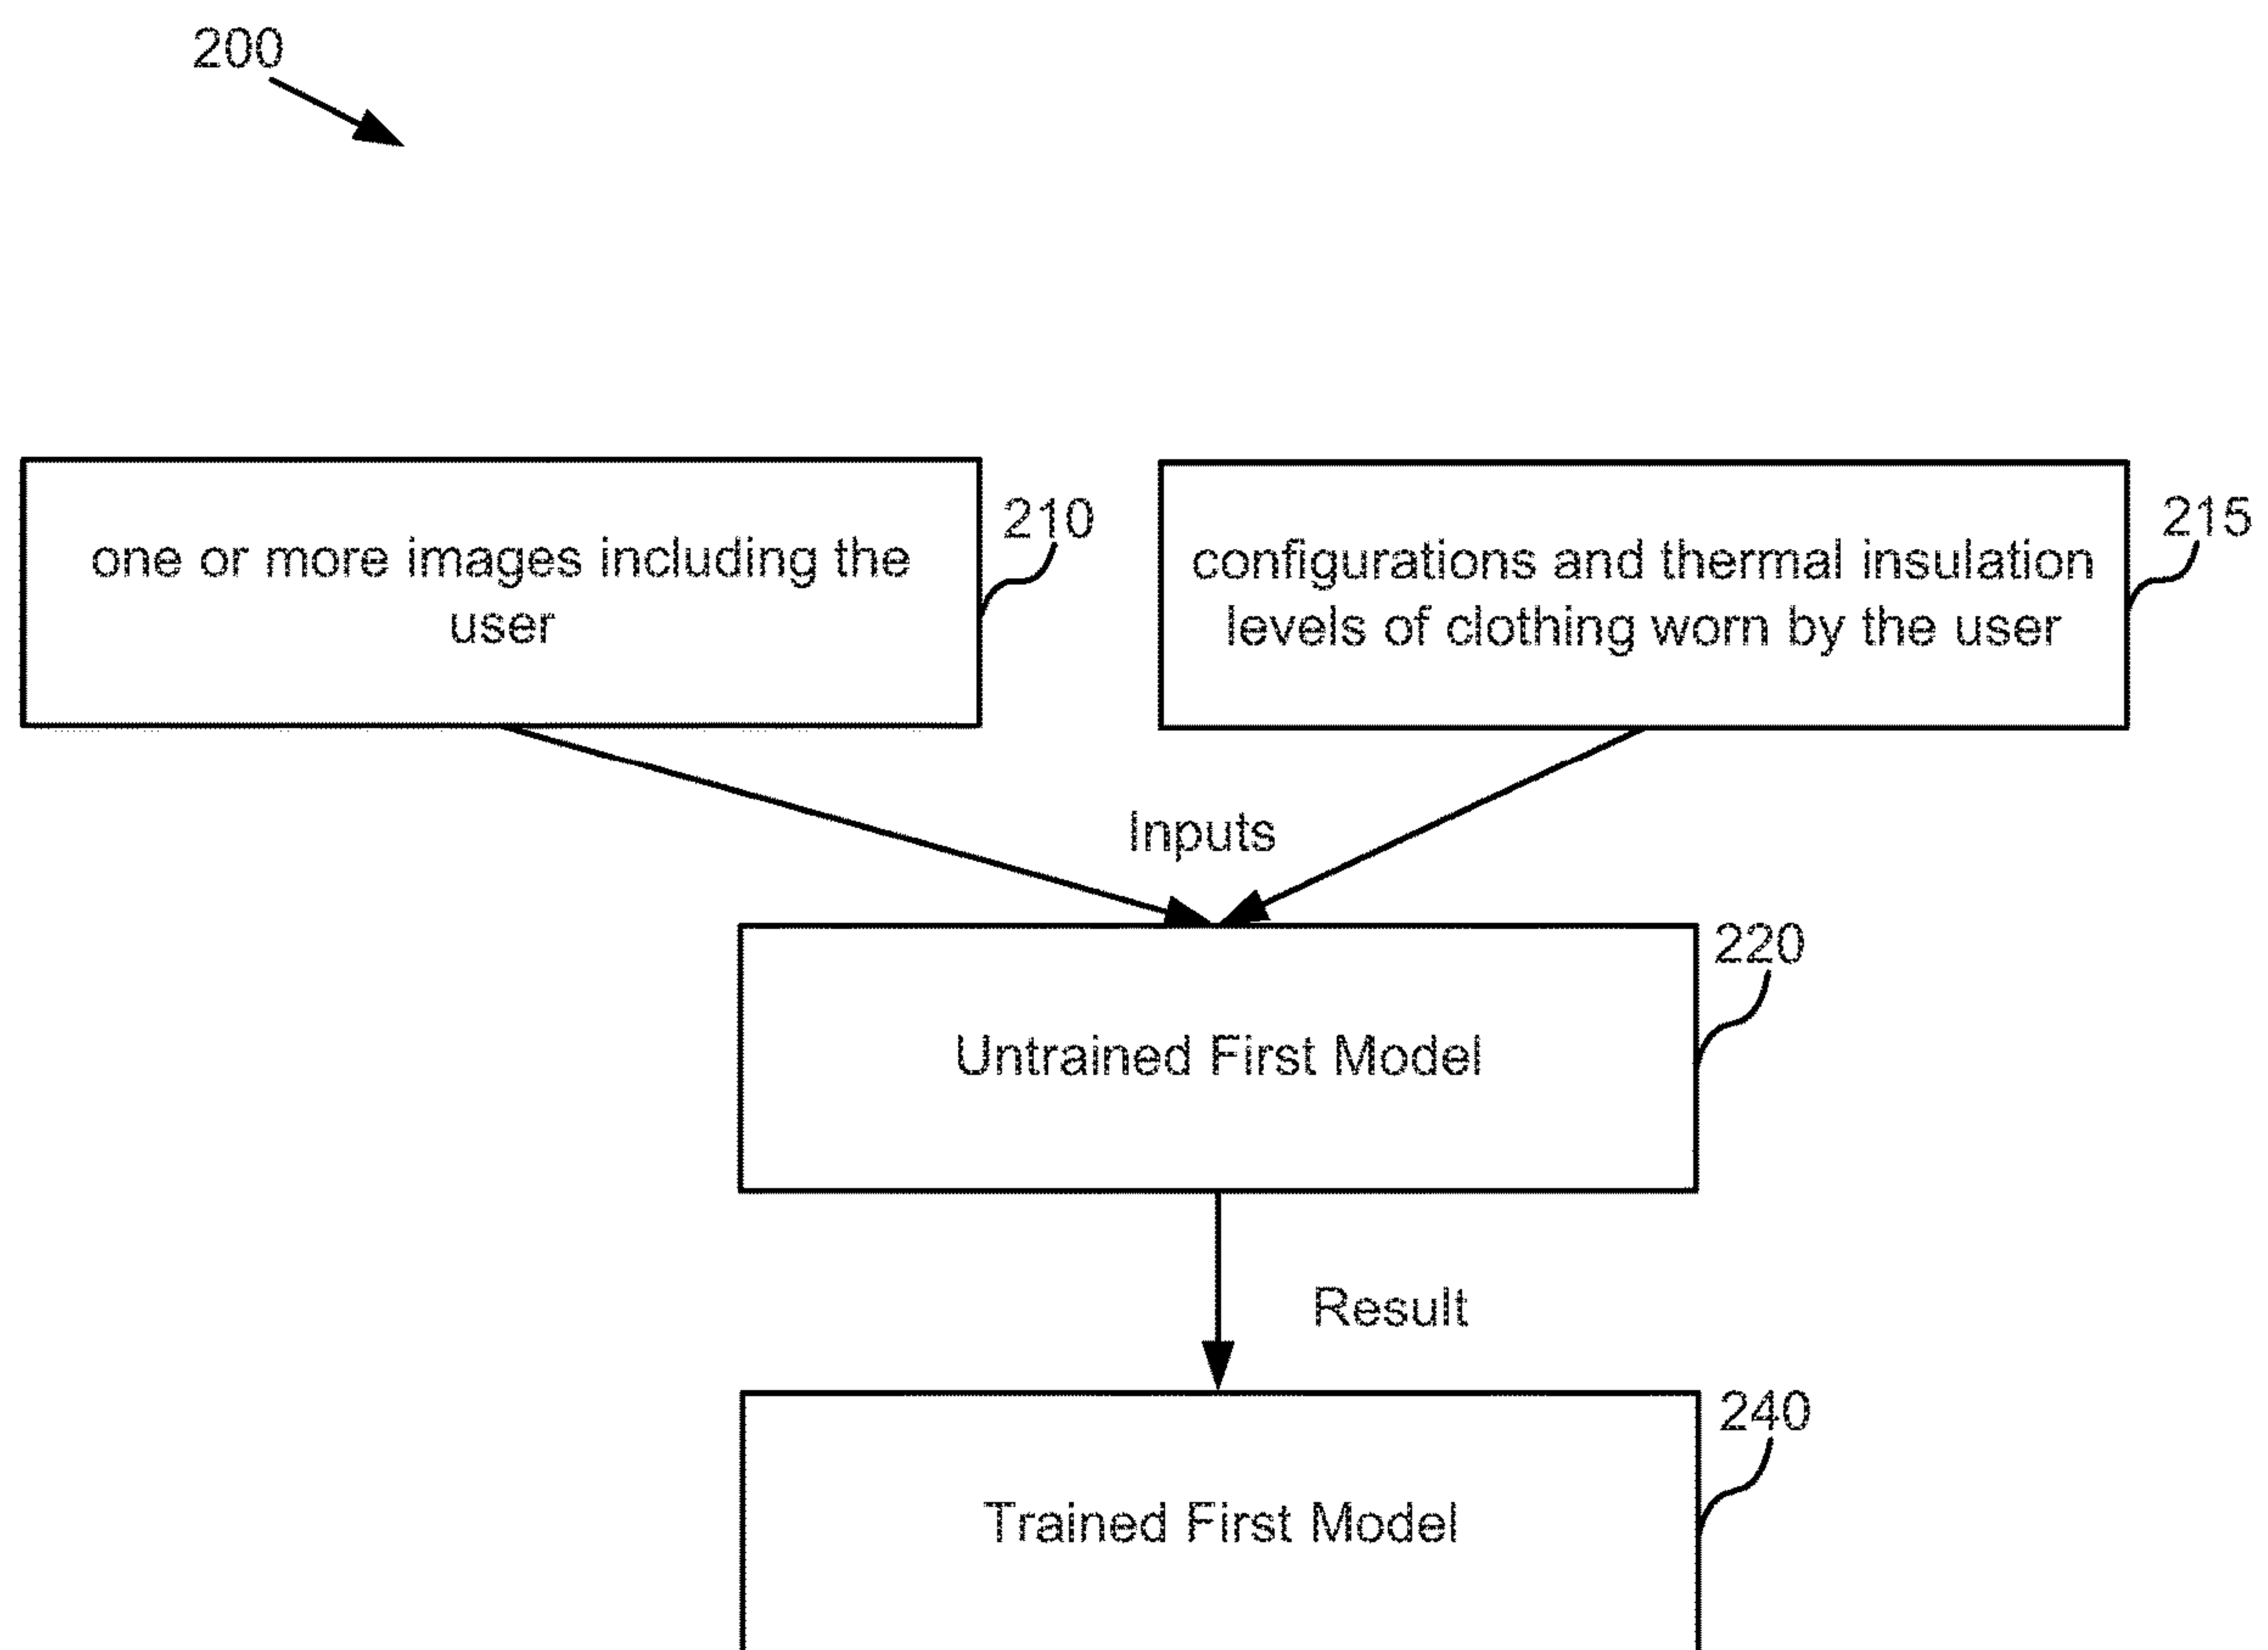 200
one or more images including the
user
210
configurations and thermal insulation
levels of clothing worn by the user
215
Inputs
Untrained First Model
220
Result
Trained First Model
240